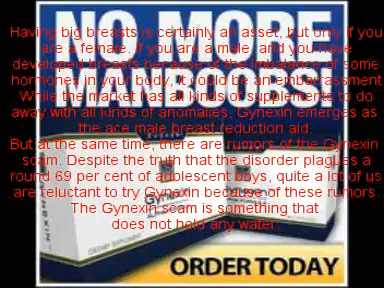 NO MORE
Having big breasts is certainly an asset, but only if you
are a female. If you are a male, and you have
developed breasts because of the imbalance of some
hormones in your body, it could be an embarrassment
MAN BOOBS!
While the market has all kinds of supplements to do
away with all kinds of anomalies, Gynexin emerges as
the ace male breast reduction aid.
But at the same time, there are rumors of the Gynexin
scam. Despite the truth that the disorder plagues a
round 69 per cent of adolescent boys, quite a lot of us
are reluctant to try Gynexin because of these rumors
The Gynexin scam is something that
does not hold any water
Gynexin
Gynexin
ORDER TODAY